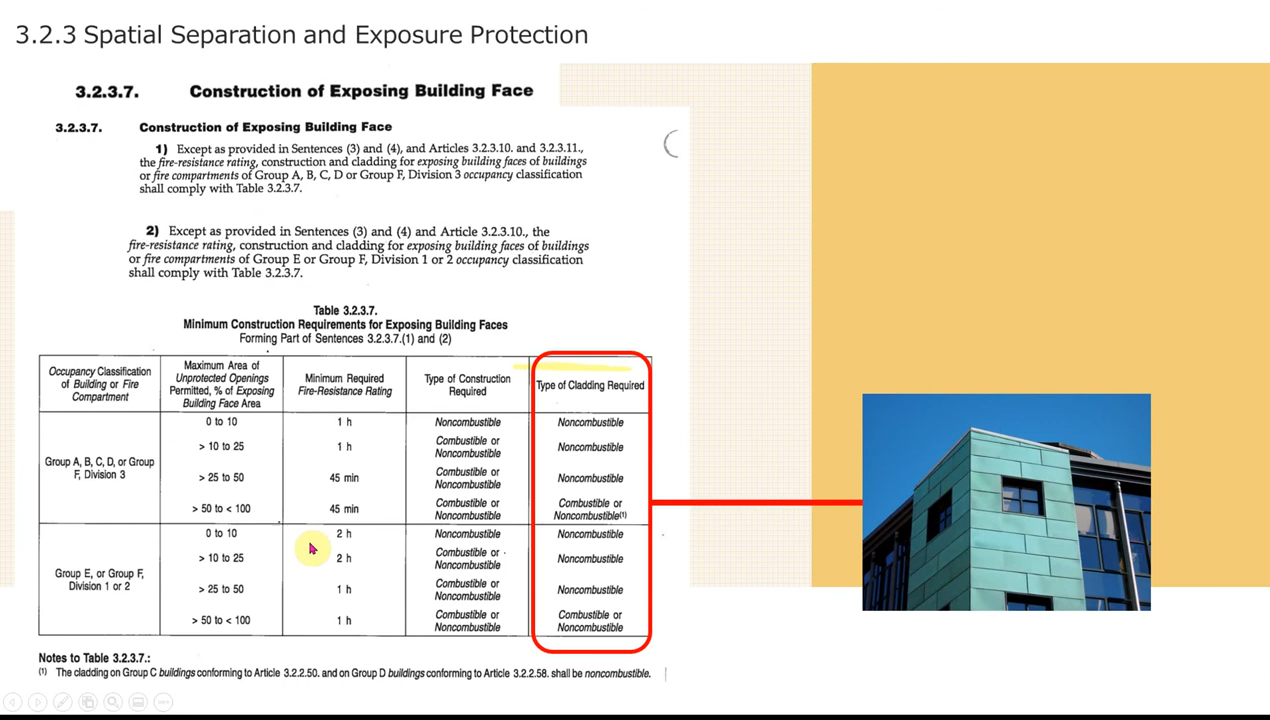 3.2.3 Spatial Separation and Exposure Protection
3.2.3.7. Construction of Exposing Building Face
3.2.3.7. Construction of Exposing Building Face
1) Except as provided in Sentences (3) and (4), and Articles 3.2.3.10. and 3.2.3.11.,
the fire-resistance rating, construction and cladding for exposing building faces of buildings
or fire compartments of Group A, B, C, D or Group F, Division 3 occupancy classification
shall comply with Table 3.2.3.7.
2) Except as provided in Sentences (3) and (4) and Article 3.2.3.10., the
fire-resistance rating, construction and cladding for exposing building faces of buildings
or fire compartments of Group E or Group F, Division 1 or 2 occupancy classification
shall comply with Table 3.2.3.7.
Table 3.2.3.7.
Minimum Construction Requirements for Exposing Building Faces
Forming Part of Sentences 3.2.3.7.(1) and (2)
Occupancy Classification
of Building or Fire
Compartment
Maximum Area of
Unprotected Openings
Permitted, % of Exposing
Building Face Area
Minimum Required
Fire-Resistance Rating
Type of Construction
Required
Type of Cladding Required
Group A, B, C, D, or Group
F, Division 3
0 to 10
1 h
Noncombustible
Noncombustible
> 10 to 25
1 h
Combustible or
Noncombustible
Noncombustible
> 25 to 50
45 min
Combustible or
Noncombustible
Noncombustible
> 50 to < 100
45 min
Combustible or
Noncombustible
Combustible or
Noncombustible(1)
Group E, or Group F,
Division 1 or 2
0 to 10
2 h
Noncombustible
Noncombustible
> 10 to 25
2 h
Combustible or
Noncombustible
Noncombustible
> 25 to 50
1 h
Combustible or
Noncombustible
Noncombustible
> 50 to < 100
1 h
Combustible or
Noncombustible
Combustible or
Noncombustible
Notes to Table 3.2.3.7.:
(1) The cladding on Group C buildings conforming to Article 3.2.2.50. and on Group D buildings conforming to Article 3.2.2.58. shall be noncombustible.